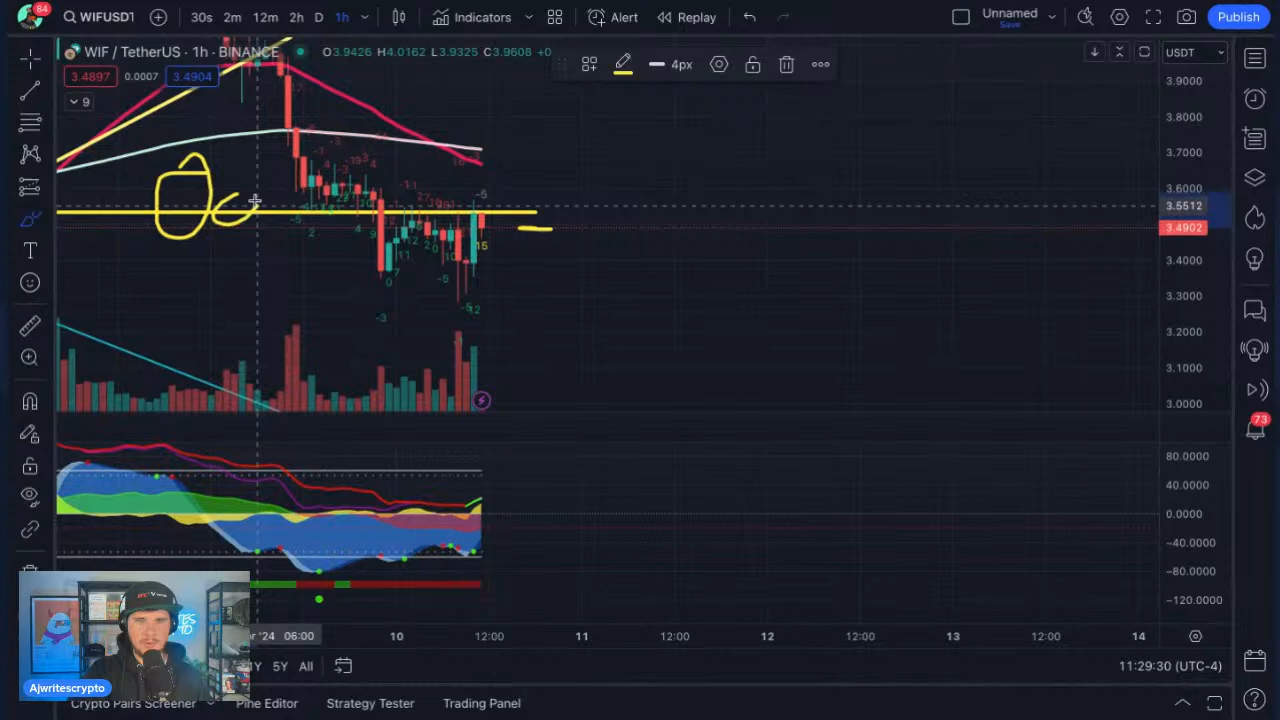 84
WIFUSDT
30s 2m 12m 2h D 1h
Indicators
Alert
Replay
Unnamed
Save
Publish
WIF / TetherUS · 1h · BINANCE
O3.9426 H4.0162 L3.9325 C3.9608 +0
4px
USDT
3.4897 0.0007 3.4904
9
3.9000
3.8000
3.7000
3.6000
3.5512
3.4902
3.4000
3.3000
3.2000
3.1000
3.0000
80.0000
40.0000
0.0000
-40.0000
-80.0000
-120.0000
73
'24 06:00 10 12:00 11 12:00 12 12:00 13 12:00 14
1Y 5Y All
11:29:30 (UTC-4)
Ajwritescrypto
Crypto Pairs Screener
Pine Editor
Strategy Tester
Trading Panel